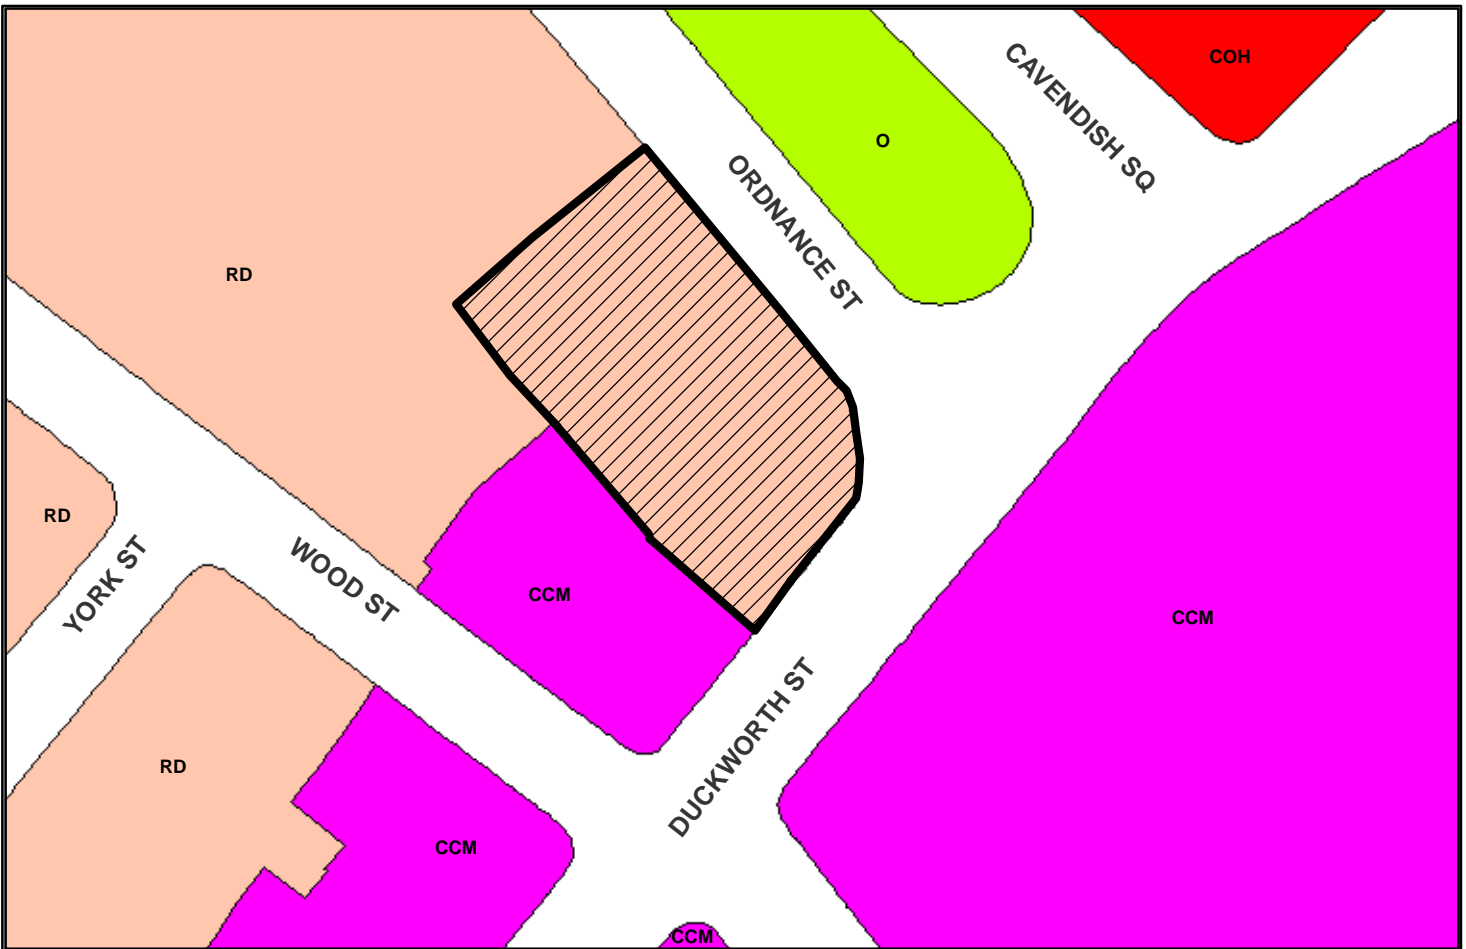 COH
CAVENDISH SQ
O
ORDNANCE ST
RD
RD
YORK ST
WOOD ST
CCM
CCM
DUCKWORTH ST
RD
CCM
CCM